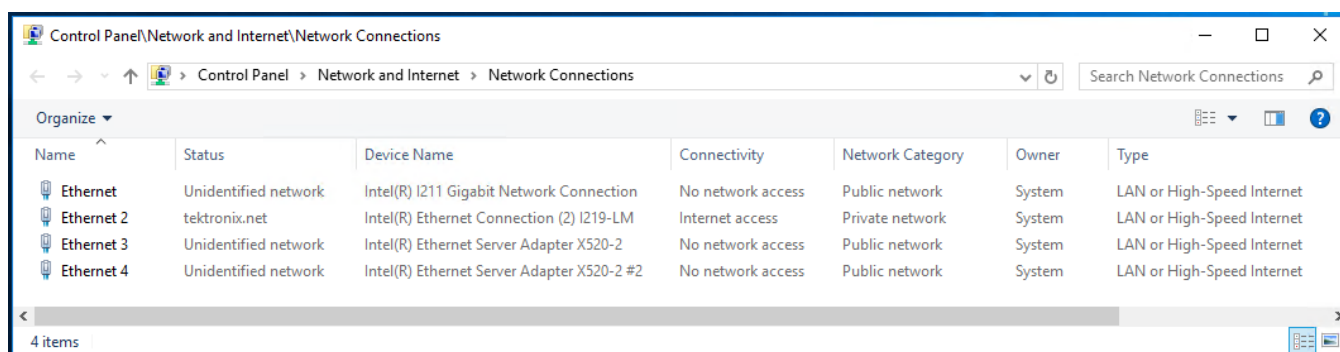 Control Panel\Network and Internet\Network Connections
Control Panel > Network and Internet > Network Connections Search Network Connections
Organize
Name Status Device Name Connectivity Network Category Owner Type
Ethernet Unidentified network Intel(R) I211 Gigabit Network Connection No network access Public network System LAN or High-Speed Internet
Ethernet 2 tektronix.net Intel(R) Ethernet Connection (2) I219-LM Internet access Private network System LAN or High-Speed Internet
Ethernet 3 Unidentified network Intel(R) Ethernet Server Adapter X520-2 No network access Public network System LAN or High-Speed Internet
Ethernet 4 Unidentified network Intel(R) Ethernet Server Adapter X520-2 #2 No network access Public network System LAN or High-Speed Internet
4 items